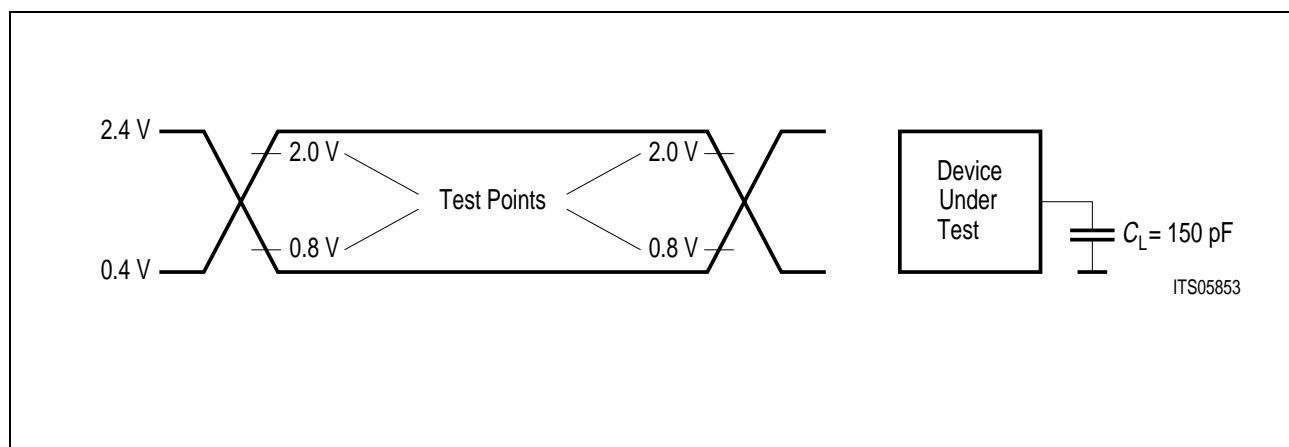 2.4 V
2.0 V
2.0 V
Test Points
0.8 V
0.8 V
0.4 V
Device
Under
Test
CL = 150 pF
ITS05853